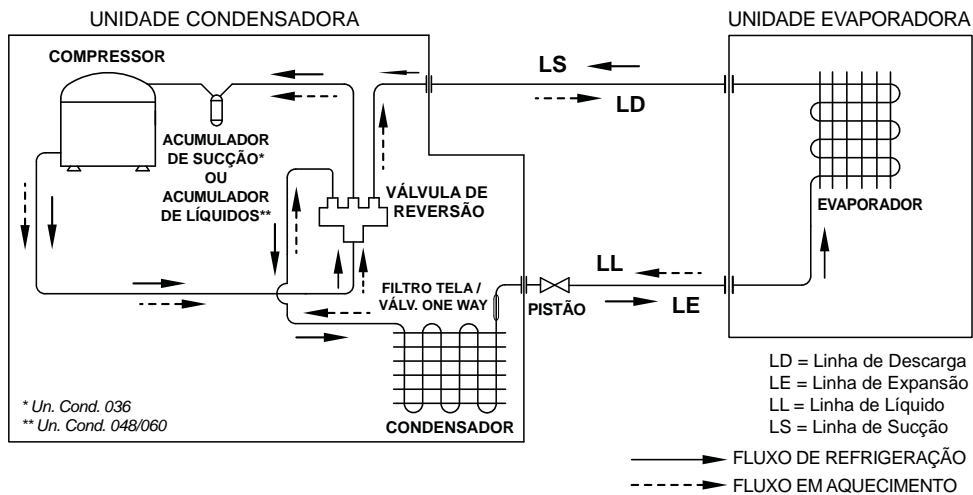 UNIDADE CONDENSADORA
UNIDADE EVAPORADORA
COMPRESSOR
LS
LD
ACUMULADOR
DE SUCÇÃO*
OU
ACUMULADOR
DE LÍQUIDOS**
VÁLVULA DE
REVERSÃO
EVAPORADOR
FILTRO TELA /
VÁLV. ONE WAY
LL
PISTÃO
LE
CONDENSADOR
* Un. Cond. 036
** Un. Cond. 048/060
LD = Linha de Descarga
LE = Linha de Expansão
LL = Linha de Líquido
LS = Linha de Sucção
FLUXO DE REFRIGERAÇÃO
FLUXO EM AQUECIMENTO